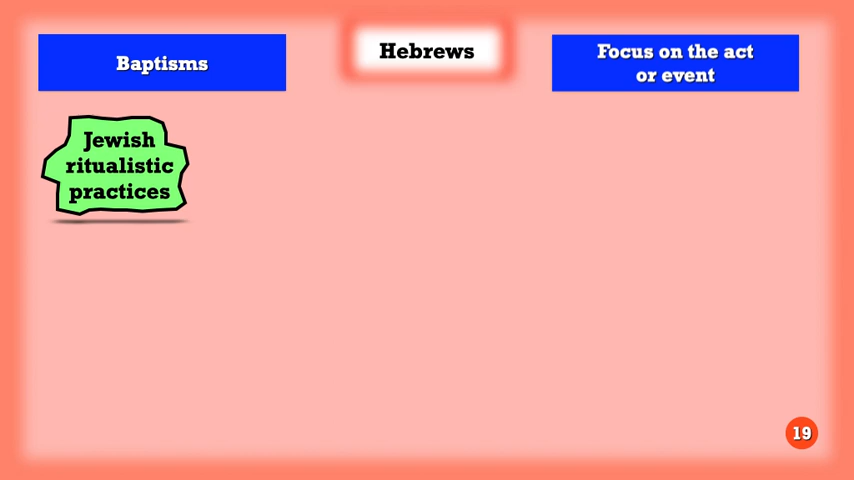 Baptisms
Hebrews
Focus on the act
or event
Jewish
ritualistic
practices
19